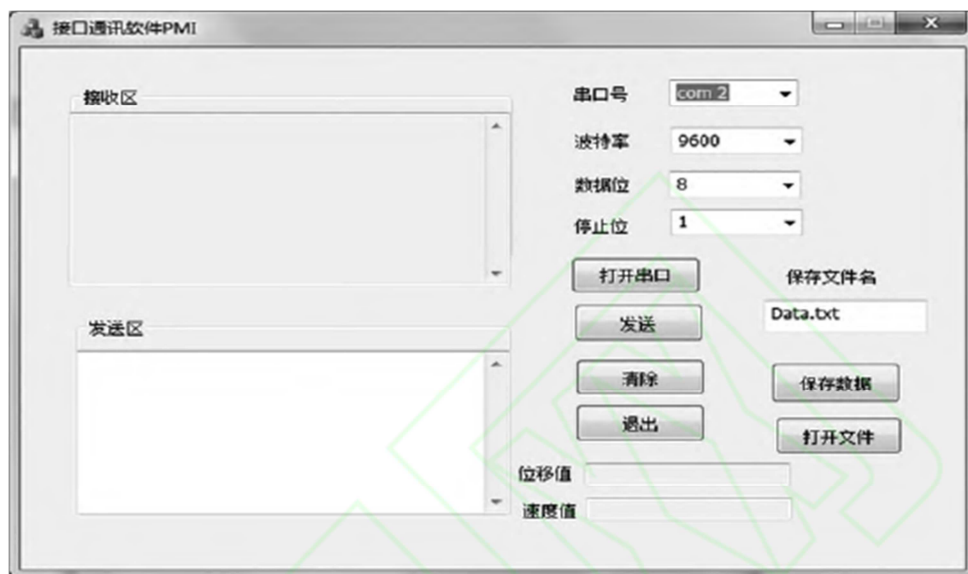 接口通讯软件PMI
接收区
串口号 com 2
波特率 9600
数据位 8
停止位 1
打开串口
保存文件名
发送区
发送
Data.txt
清除
保存数据
退出
打开文件
位移值
速度值